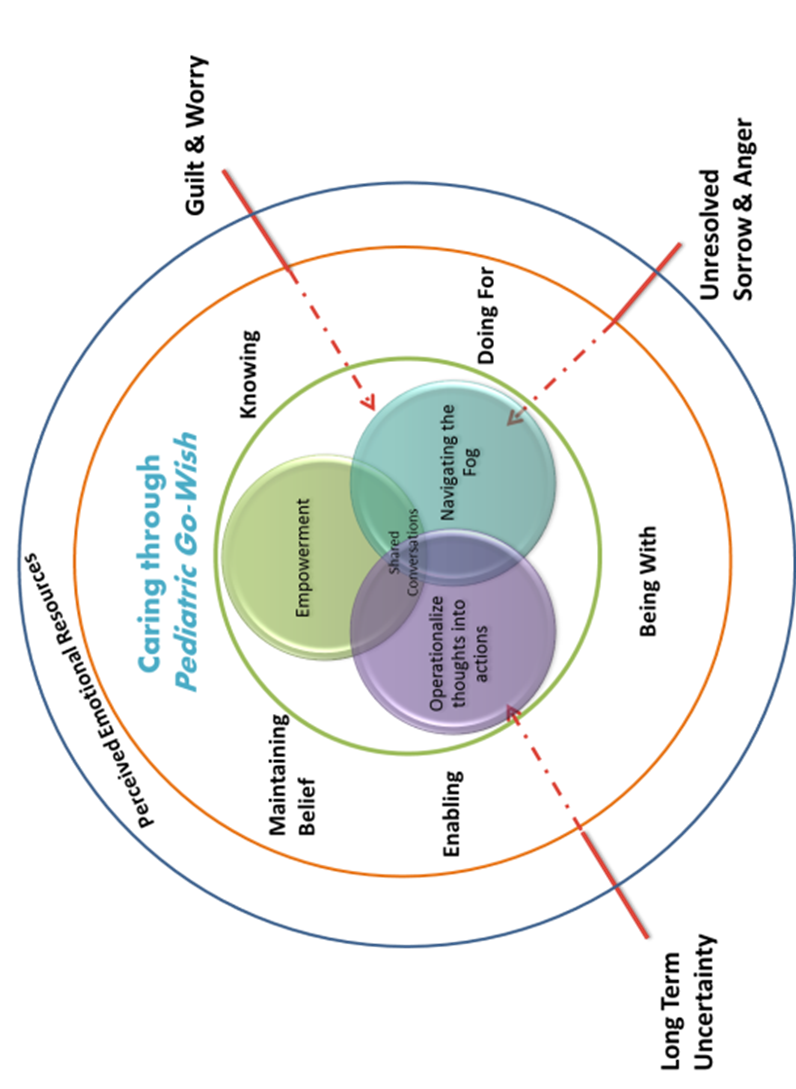 Caring through
Pediatric Go-Wish
Perceived Emotional Resources
Maintaining
Belief
Knowing
Guilt & Worry
Empowerment
Shared
Conversations
Operationalize
thoughts into
actions
Navigating the
Fog
Enabling
Doing For
Being With
Long Term
Uncertainty
Unresolved
Sorrow & Anger